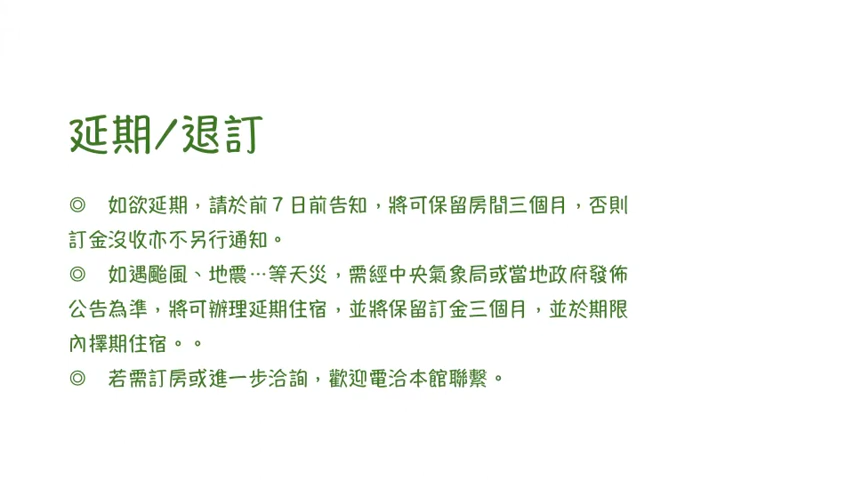 延期/退訂
◎　如欲延期，請於前７日前告知，將可保留房間三個月，否則
訂金沒收亦不另行通知。
◎　如遇颱風、地震…等天災，需經中央氣象局或當地政府發佈
公告為準，將可辦理延期住宿，並將保留訂金三個月，並於期限
內擇期住宿。。
◎　若需訂房或進一步洽詢，歡迎電洽本館聯繫。